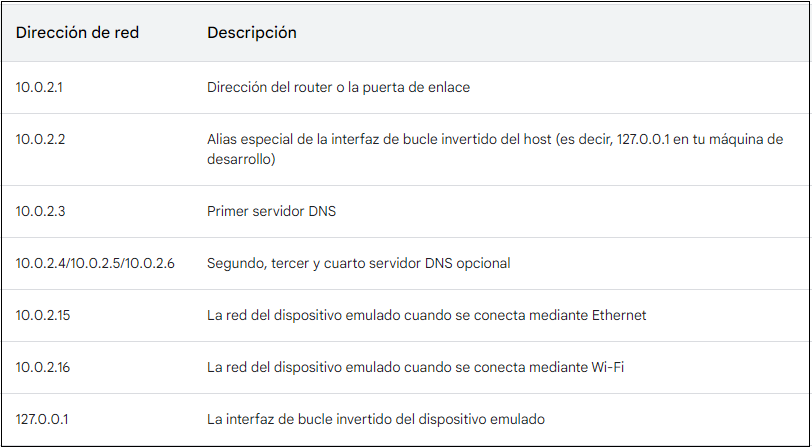 Dirección de red Descripción
10.0.2.1 Dirección del router o la puerta de enlace
10.0.2.2 Alias especial de la interfaz de bucle invertido del host (es decir, 127.0.0.1 en tu máquina de
desarrollo)
10.0.2.3 Primer servidor DNS
10.0.2.4/10.0.2.5/10.0.2.6 Segundo, tercer y cuarto servidor DNS opcional
10.0.2.15 La red del dispositivo emulado cuando se conecta mediante Ethernet
10.0.2.16 La red del dispositivo emulado cuando se conecta mediante Wi-Fi
127.0.0.1 La interfaz de bucle invertido del dispositivo emulado